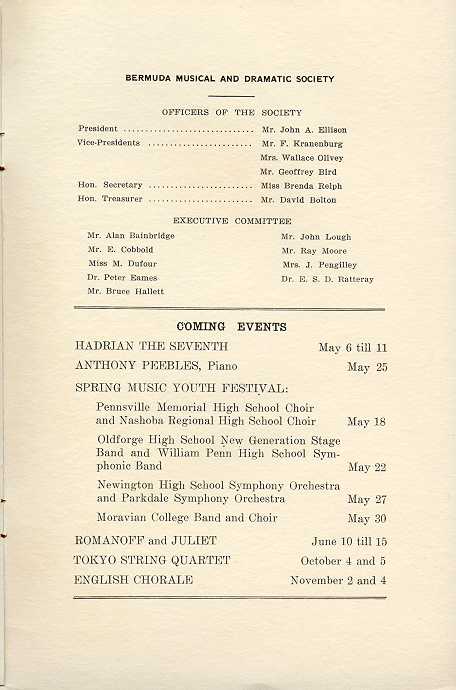 BERMUDA MUSICAL AND DRAMATIC SOCIETY
OFFICERS OF THE SOCIETY
President .............................. Mr. John A. Ellison
Vice-Presidents ........................ Mr. F. Kranenburg
Mrs. Wallace Olivey
Mr. Geoffrey Bird
Hon. Secretary ........................ Miss Brenda Relph
Hon. Treasurer ........................ Mr. David Bolton
EXECUTIVE COMMITTEE
Mr. Alan Bainbridge Mr. John Lough
Mr. E. Cobbold Mr. Ray Moore
Miss M. Dufour Mrs. J. Pengilley
Dr. Peter Eames Dr. E. S. D. Ratteray
Mr. Bruce Hallett
COMING EVENTS
HADRIAN THE SEVENTH May 6 till 11
ANTHONY PEEBLES, Piano May 25
SPRING MUSIC YOUTH FESTIVAL:
Pennsville Memorial High School Choir
and Nashoba Regional High School Choir May 18
Oldforge High School New Generation Stage
Band and William Penn High School Sym-
phonic Band May 22
Newington High School Symphony Orchestra
and Parkdale Symphony Orchestra May 27
Moravian College Band and Choir May 30
ROMANOFF and JULIET June 10 till 15
TOKYO STRING QUARTET October 4 and 5
ENGLISH CHORALE November 2 and 4